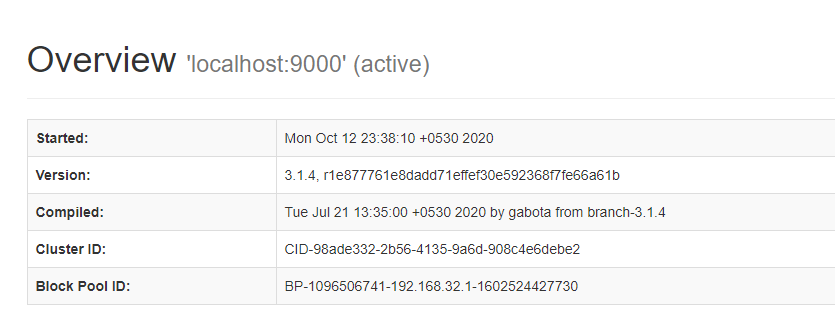 Overview 'localhost:9000' (active)
Started: Mon Oct 12 23:38:10 +0530 2020
Version: 3.1.4, r1e877761e8dadd71effef30e592368f7fe66a61b
Compiled: Tue Jul 21 13:35:00 +0530 2020 by gabota from branch-3.1.4
Cluster ID: CID-98ade332-2b56-4135-9a6d-908c4e6debe2
Block Pool ID: BP-1096506741-192.168.32.1-1602524427730